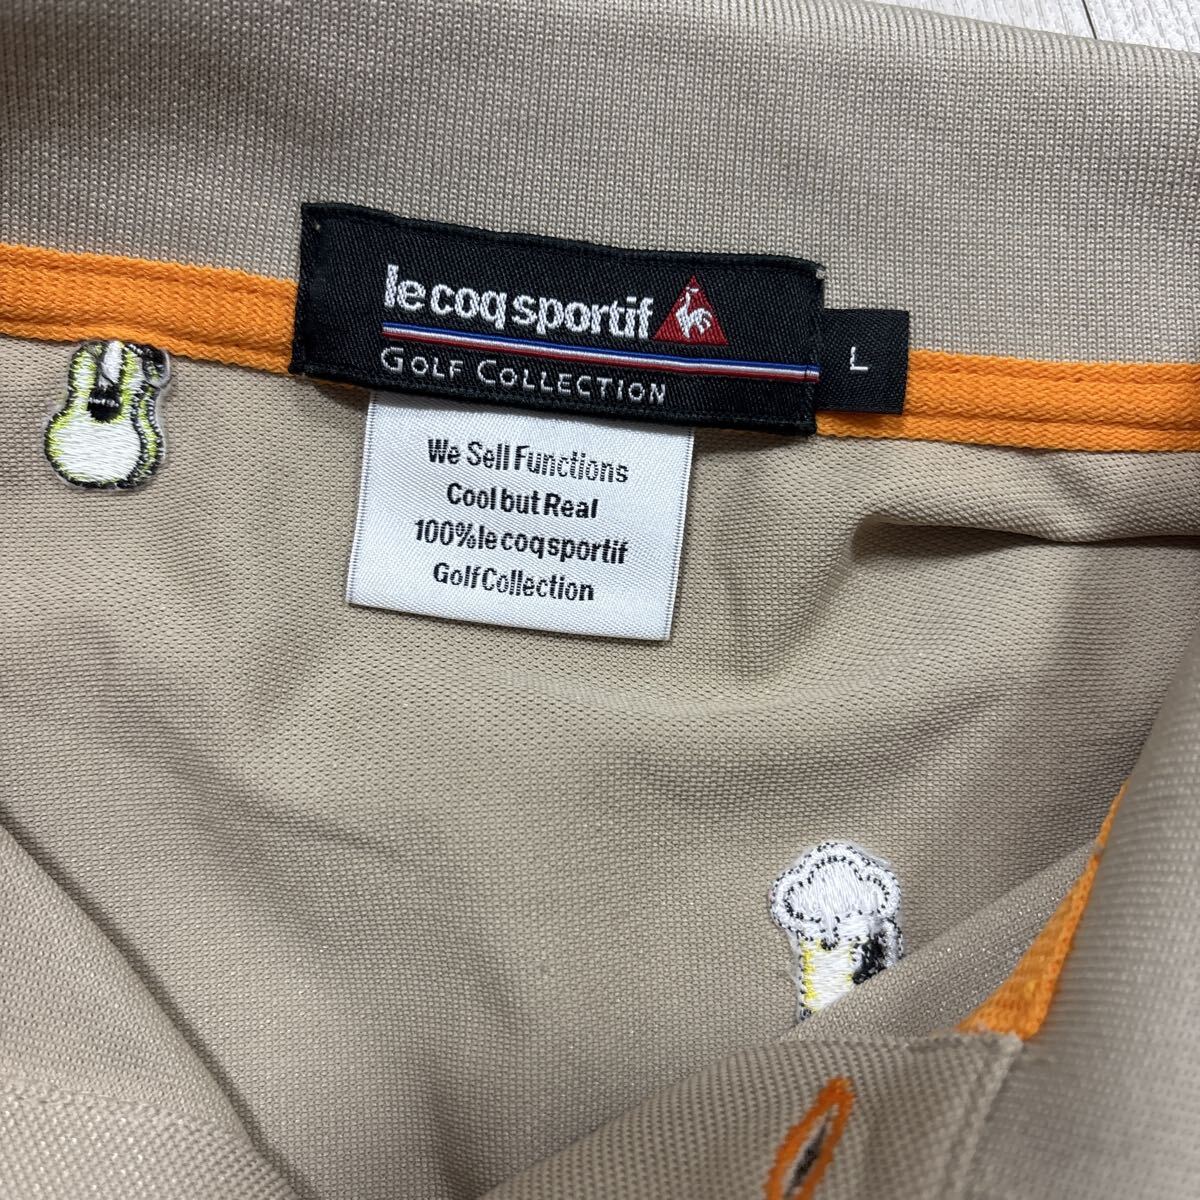 le coq sportif
GOLF COLLECTION
L
We Sell Functions
Cool but Real
100%le coq sportif
Golf Collection